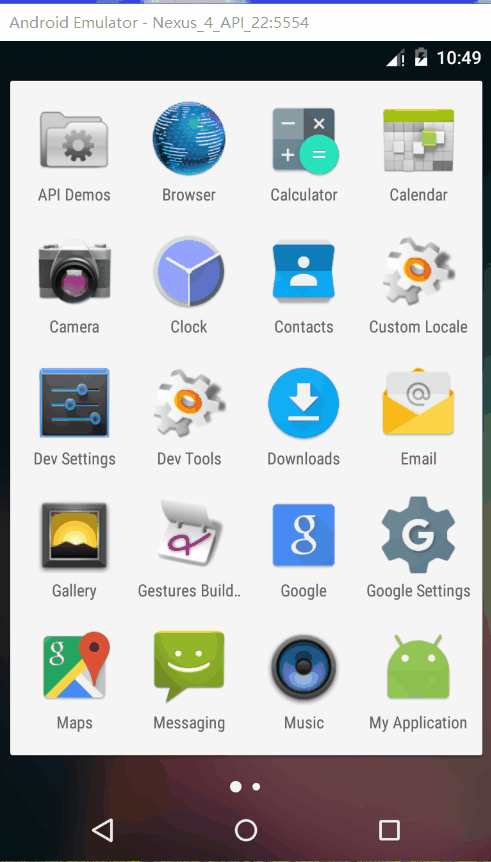 Android Emulator - Nexus_4_API_22:5554
10:49
API Demos Browser Calculator Calendar
Camera Clock Contacts Custom Locale
Dev Settings Dev Tools Downloads Email
Gallery Gestures Build.. Google Google Settings
Maps Messaging Music My Application